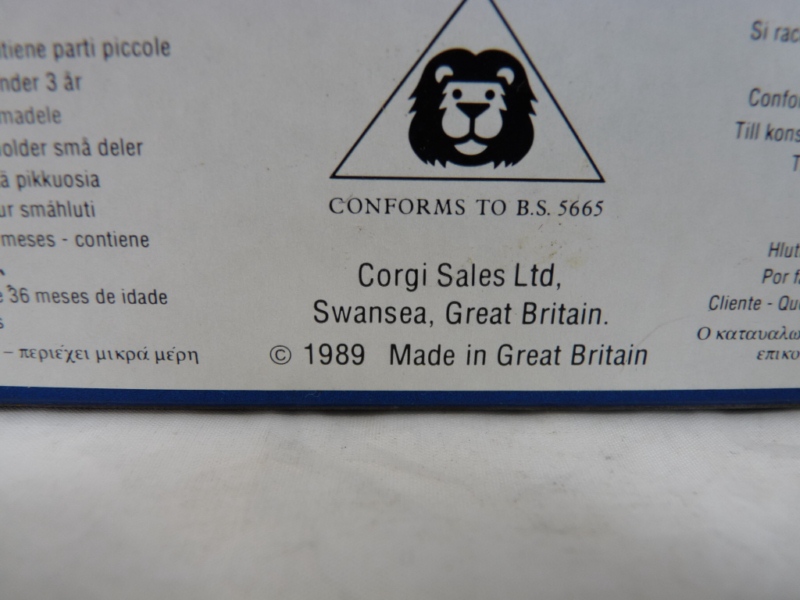 tiene parti piccole
nder 3 år
madele
older små deler
ä pikkuosia
ur smáhluti
meses - contiene
e 36 meses de idade
s
– περιέχει μικρά μέρη
CONFORMS TO B.S. 5665
Corgi Sales Ltd,
Swansea, Great Britain.
© 1989 Made in Great Britain
Si rac
Confo
Till kons
T
Hlut
Por fa
Cliente - Qu
Ο καταναλω
επικο